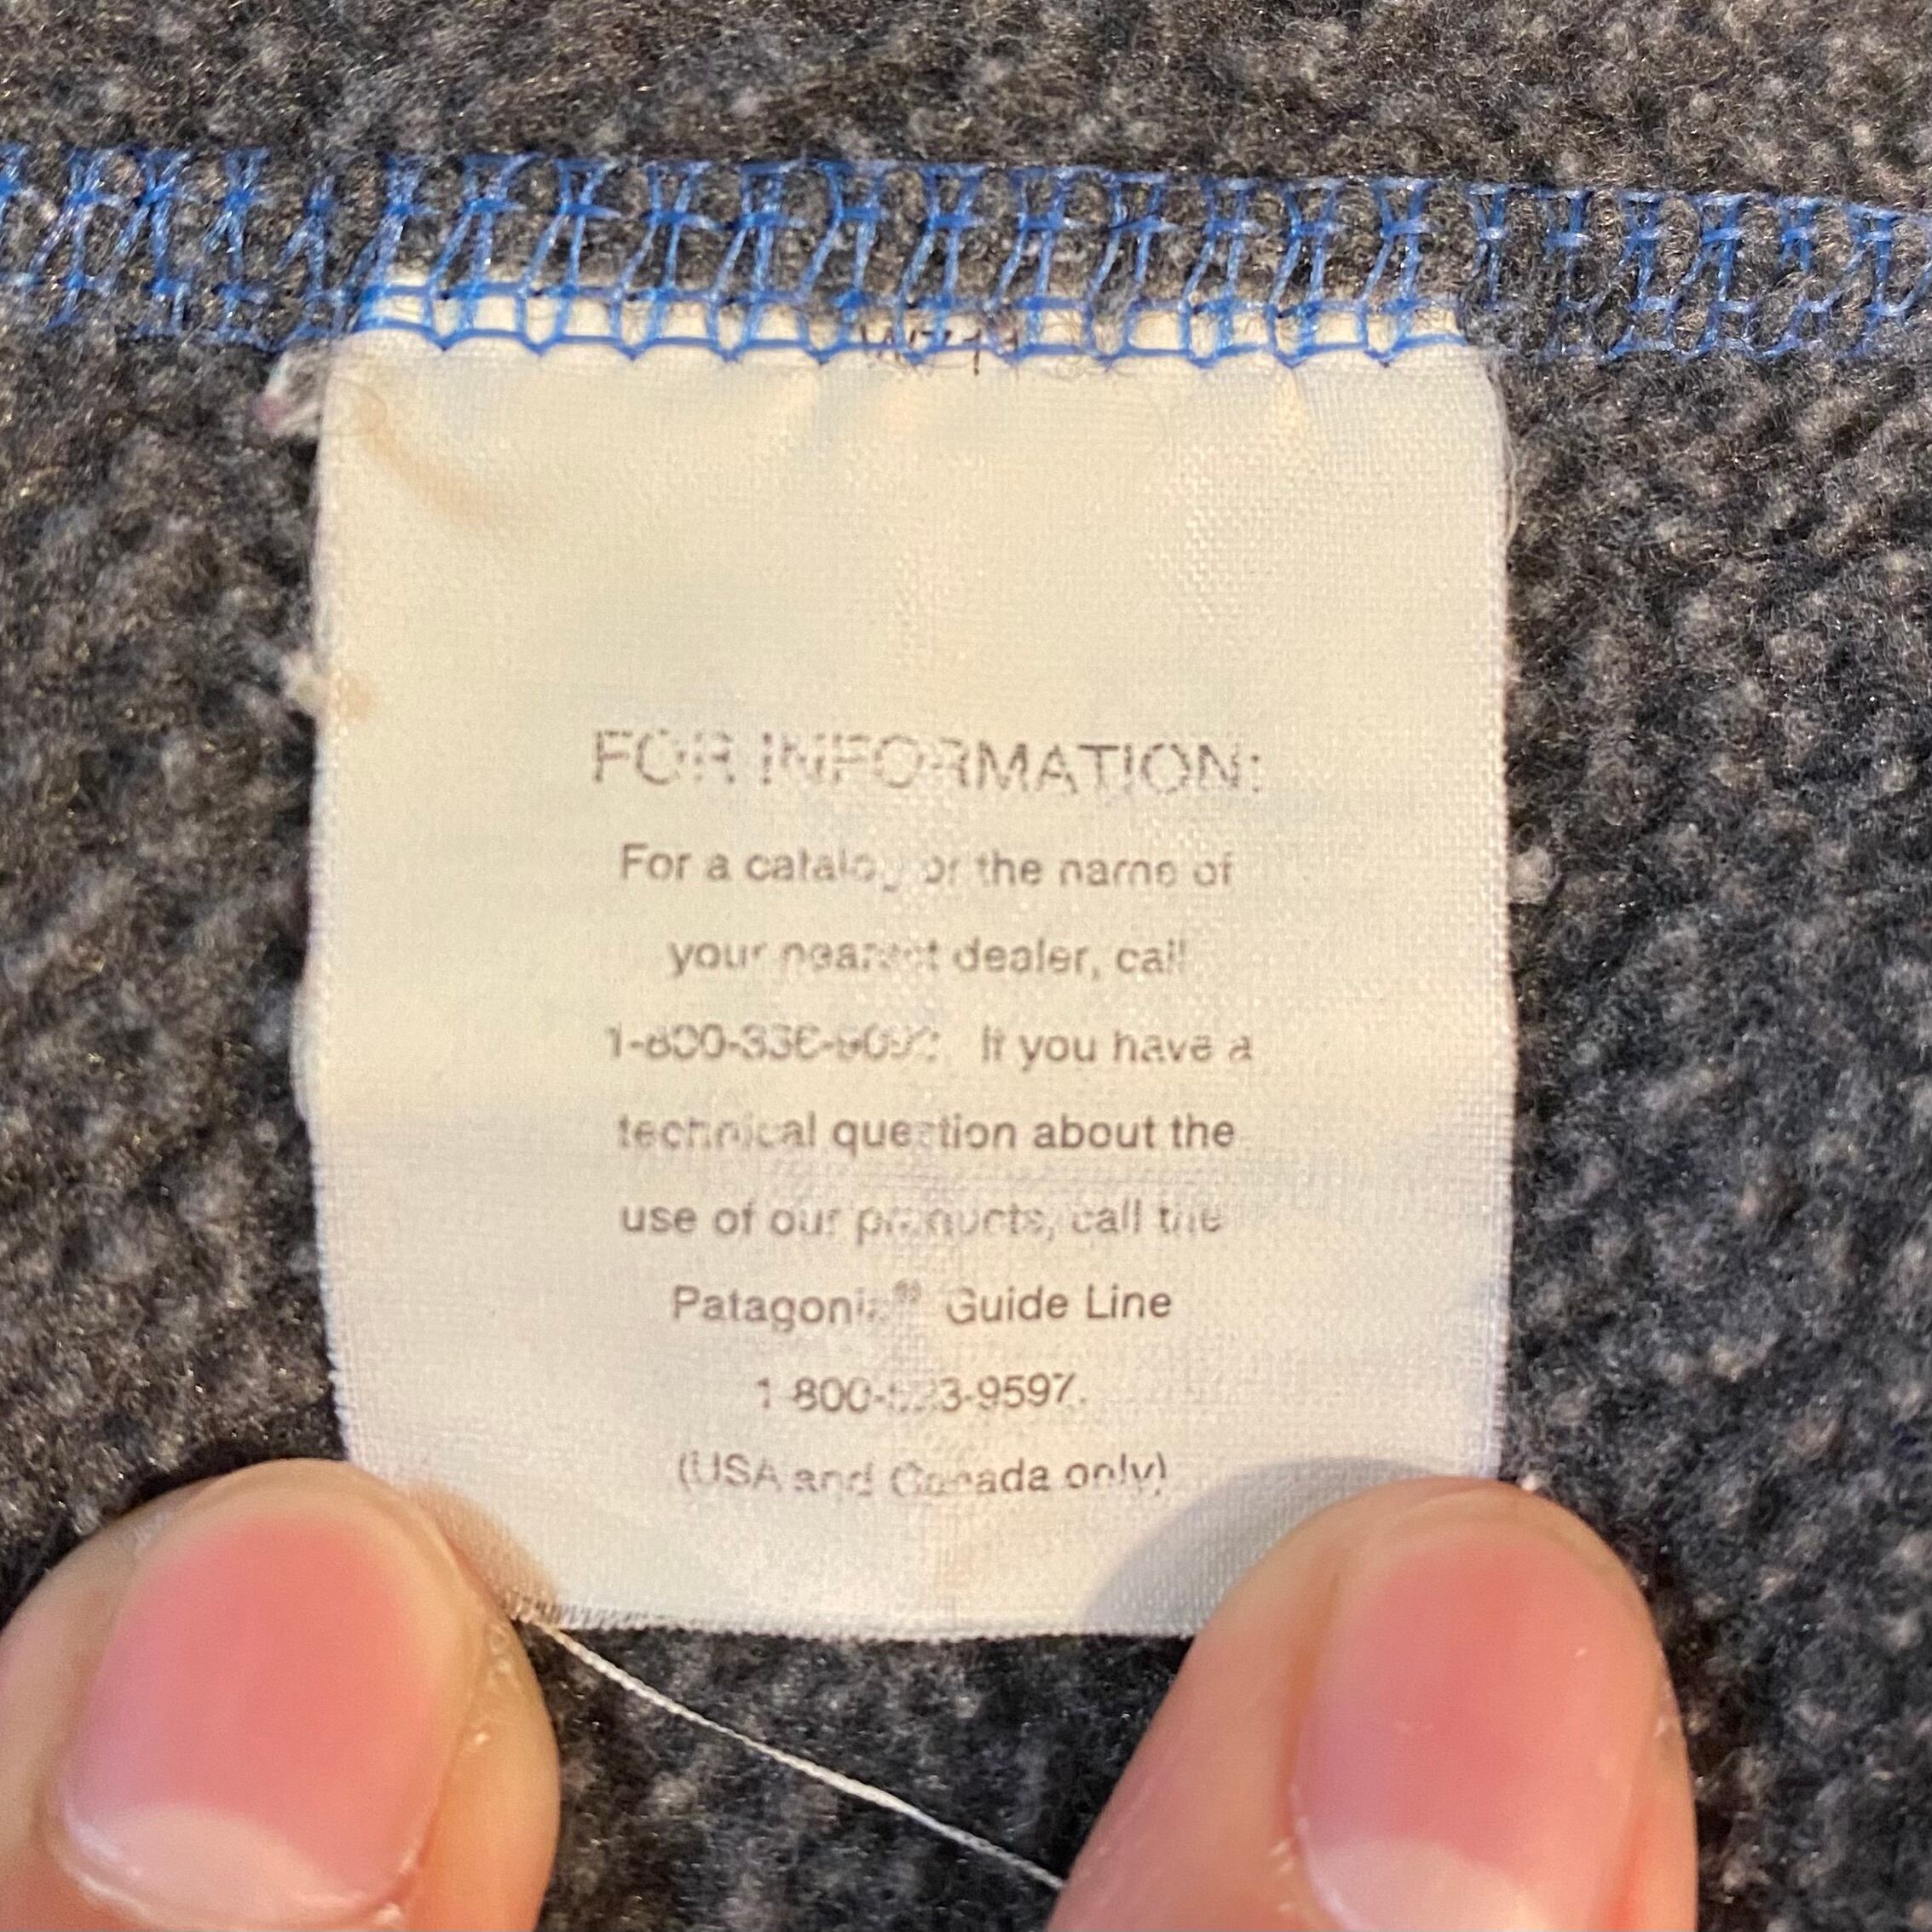 FOR INFORMATION:
For a catalog or the name of
your nearest dealer, call
If you have a
technical question about the
use of our products, call the
Patagonia® Guide Line
(USA and Canada only)